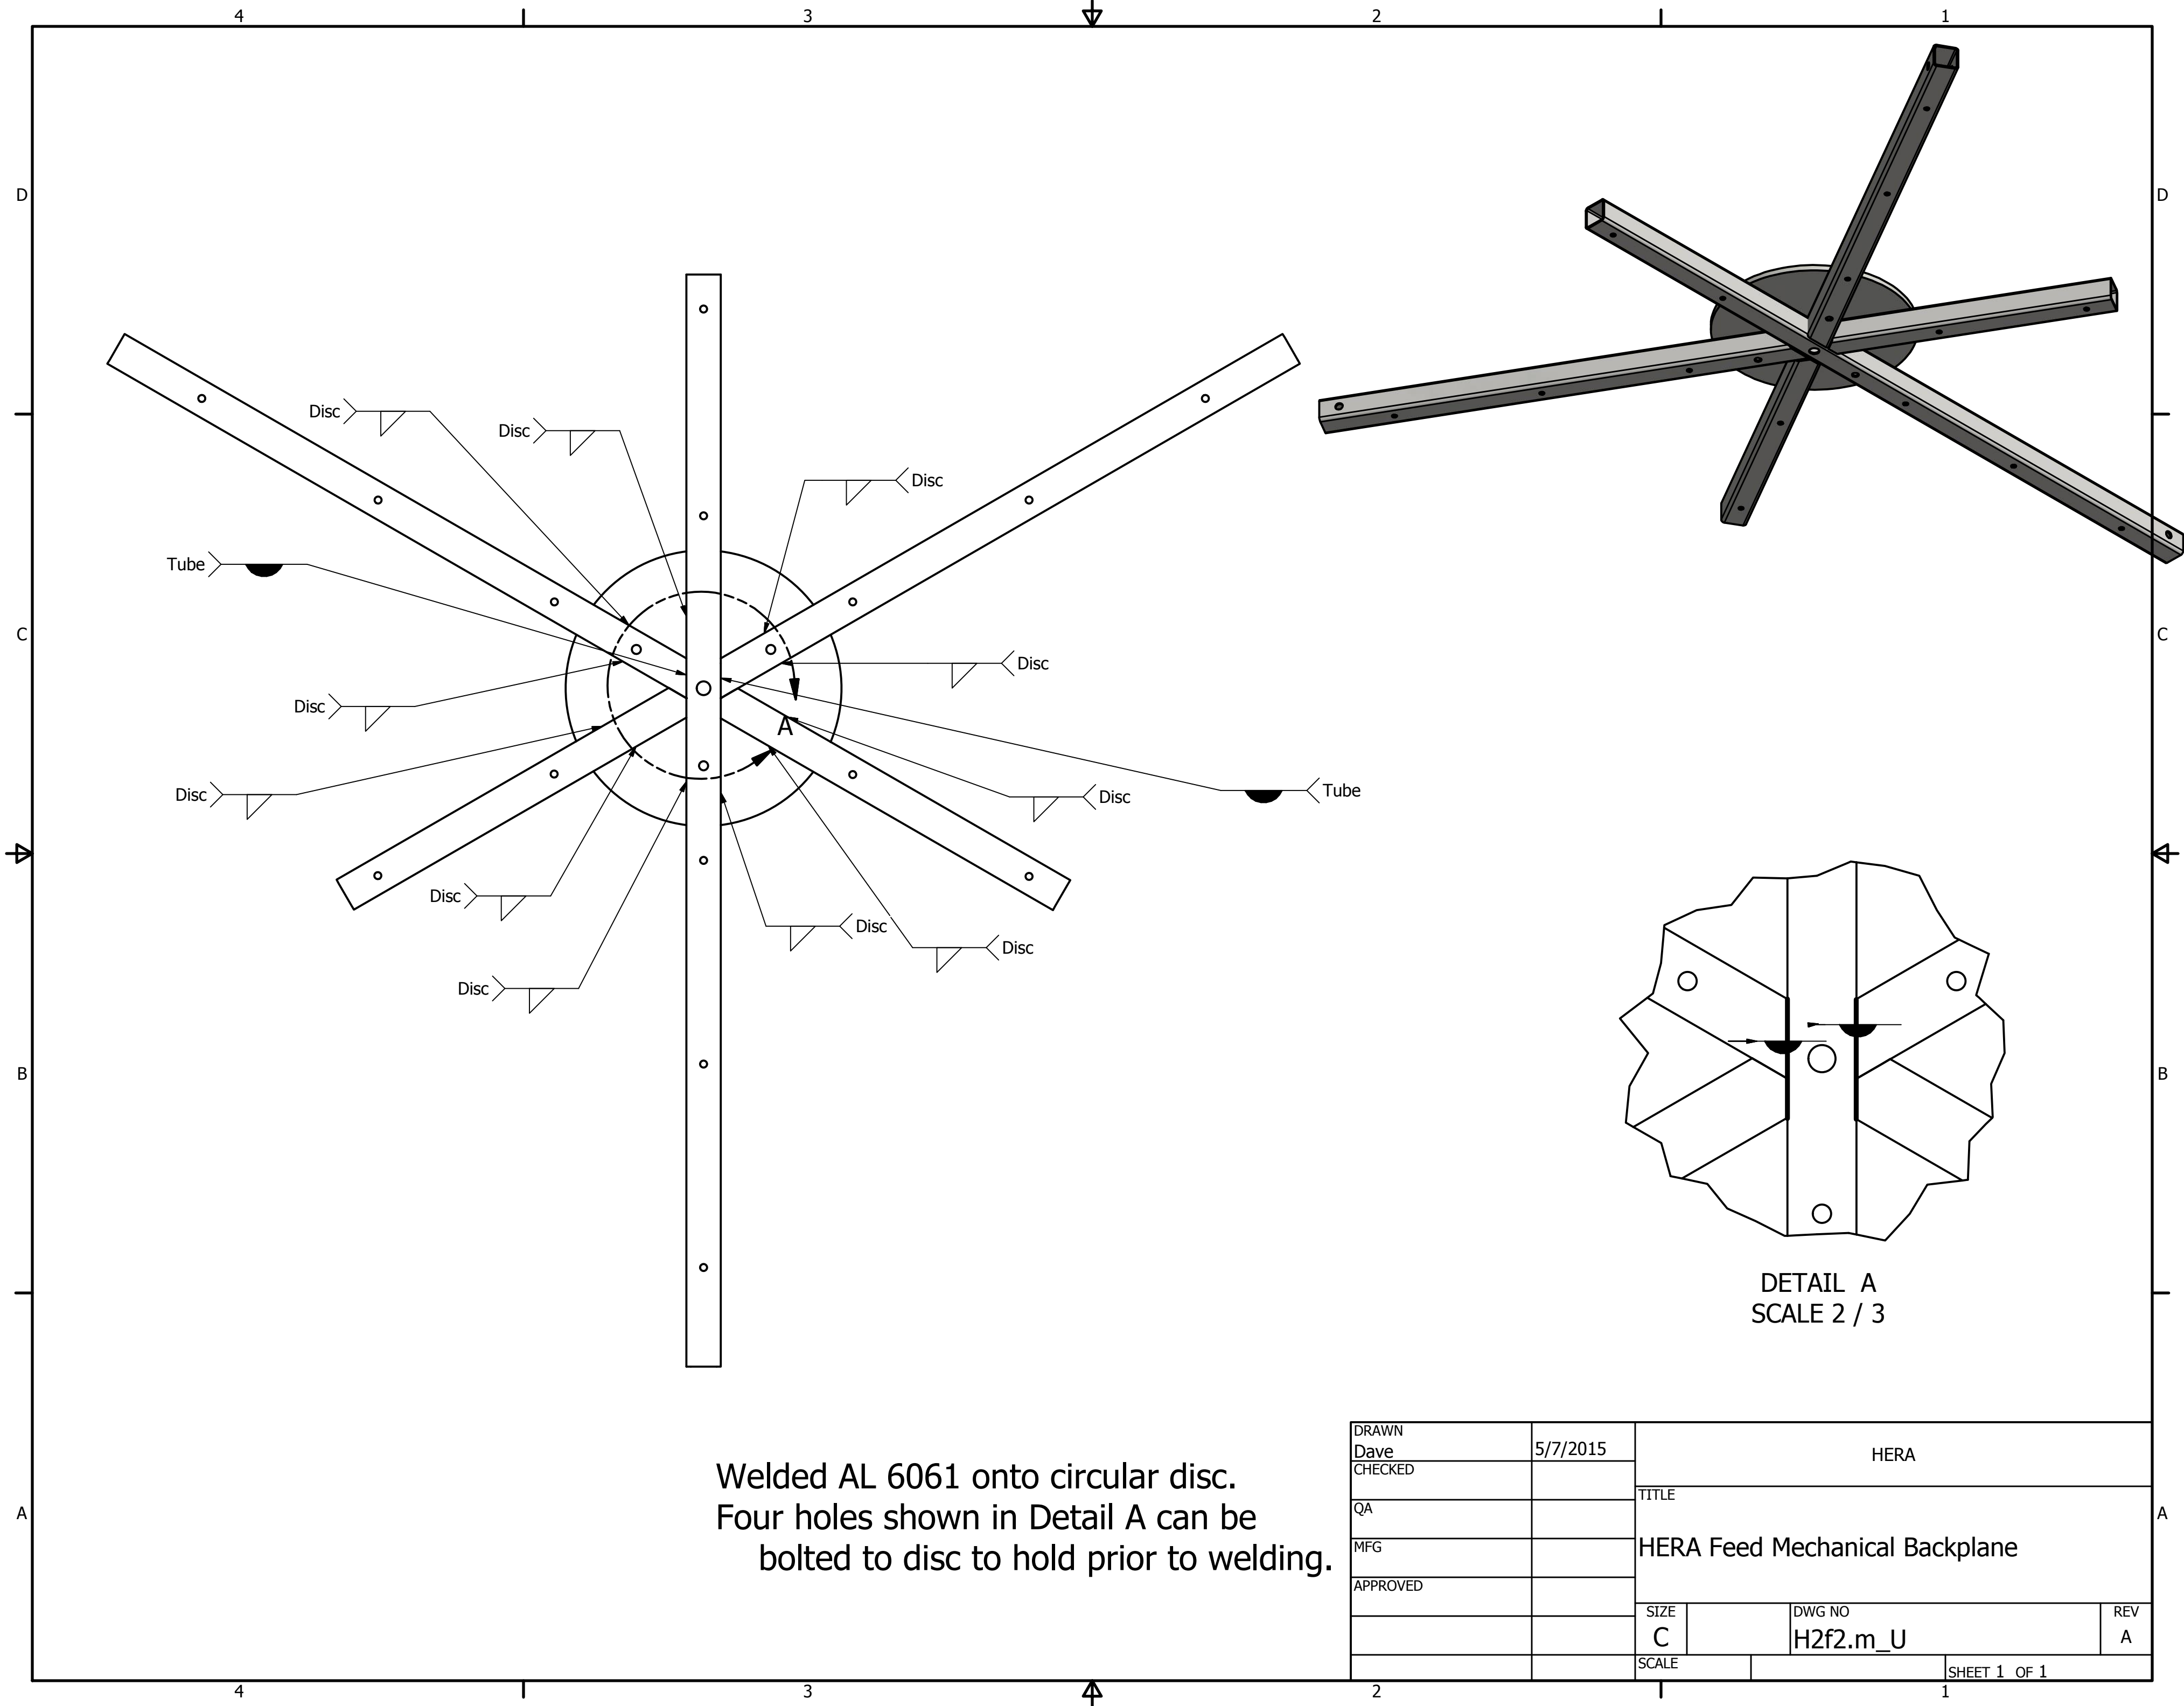 4
3
2
1
D
D
Disc
Disc
Disc
Tube
C
C
Disc
Disc
A
Disc
Disc
Tube
Disc
Disc
Disc
Disc
B
B
DETAIL A
SCALE 2 / 3
Welded AL 6061 onto circular disc.
Four holes shown in Detail A can be
bolted to disc to hold prior to welding.
A
A
DRAWN
Dave
5/7/2015
CHECKED
QA
MFG
APPROVED
HERA
TITLE
HERA Feed Mechanical Backplane
SIZE
C
DWG NO
H2f2.m_U
REV
A
SCALE
SHEET 1 OF 1
4
3
2
1